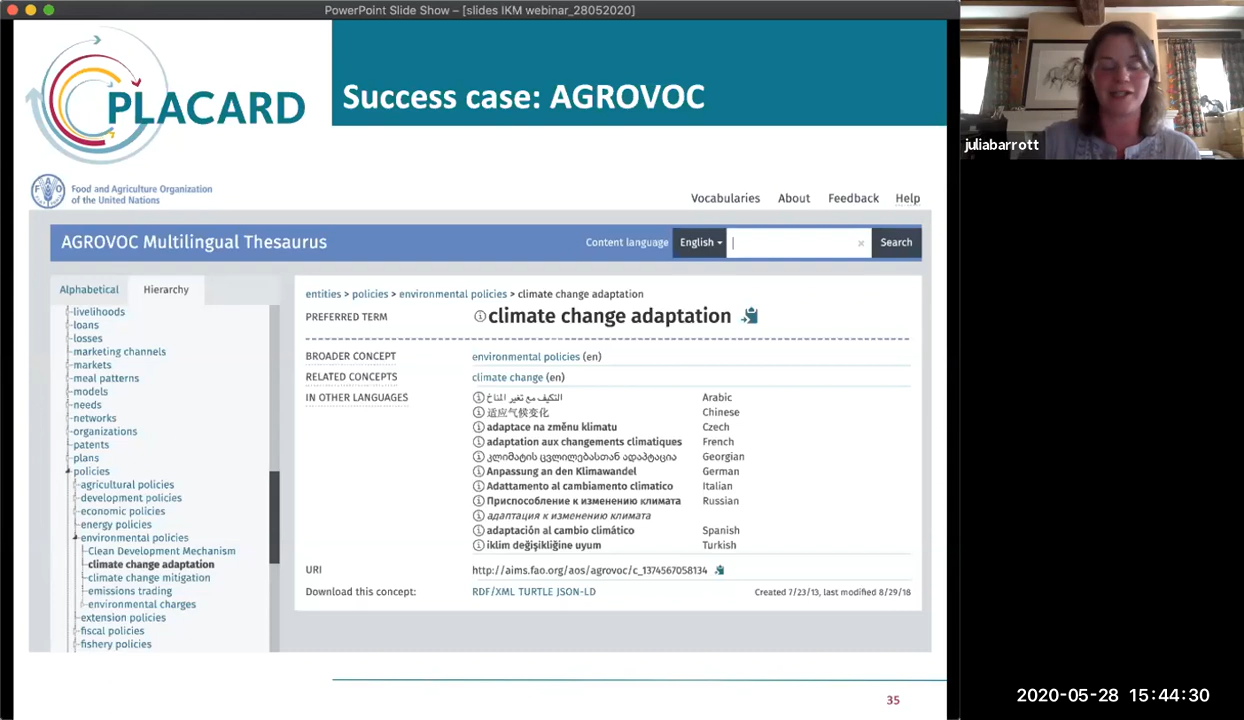 PowerPoint Slide Show – [slides IKM webinar_28052020]
PLACARD
Success case: AGROVOC
juliabarrott
Food and Agriculture Organization
of the United Nations
Vocabularies About Feedback Help
AGROVOC Multilingual Thesaurus
Content language English Search
Alphabetical Hierarchy
livelihoods
loans
losses
marketing channels
markets
meal patterns
models
needs
networks
organizations
patents
plans
policies
agricultural policies
development policies
economic policies
energy policies
environmental policies
Clean Development Mechanism
climate change adaptation
climate change mitigation
emissions trading
environmental charges
extension policies
fiscal policies
fishery policies
entities > policies > environmental policies > climate change adaptation
PREFERRED TERM climate change adaptation
BROADER CONCEPT environmental policies (en)
RELATED CONCEPTS climate change (en)
IN OTHER LANGUAGES التكيف مع تغير المناخ Arabic
适应气候变化 Chinese
adaptace na změnu klimatu Czech
adaptation aux changements climatiques French
კლიმატის ცვლილებასთან ადაპტაცია Georgian
Anpassung an den Klimawandel German
Adattamento al cambiamento climatico Italian
Приспособление к изменению климата Russian
адаптация к изменению климата
adaptación al cambio climático Spanish
iklim değişikliğine uyum Turkish
URI http://aims.fao.org/aos/agrovoc/c_1374567058134
Download this concept: RDF/XML TURTLE JSON-LD Created 7/23/13, last modified 8/29/18
35
2020-05-28 15:44:30